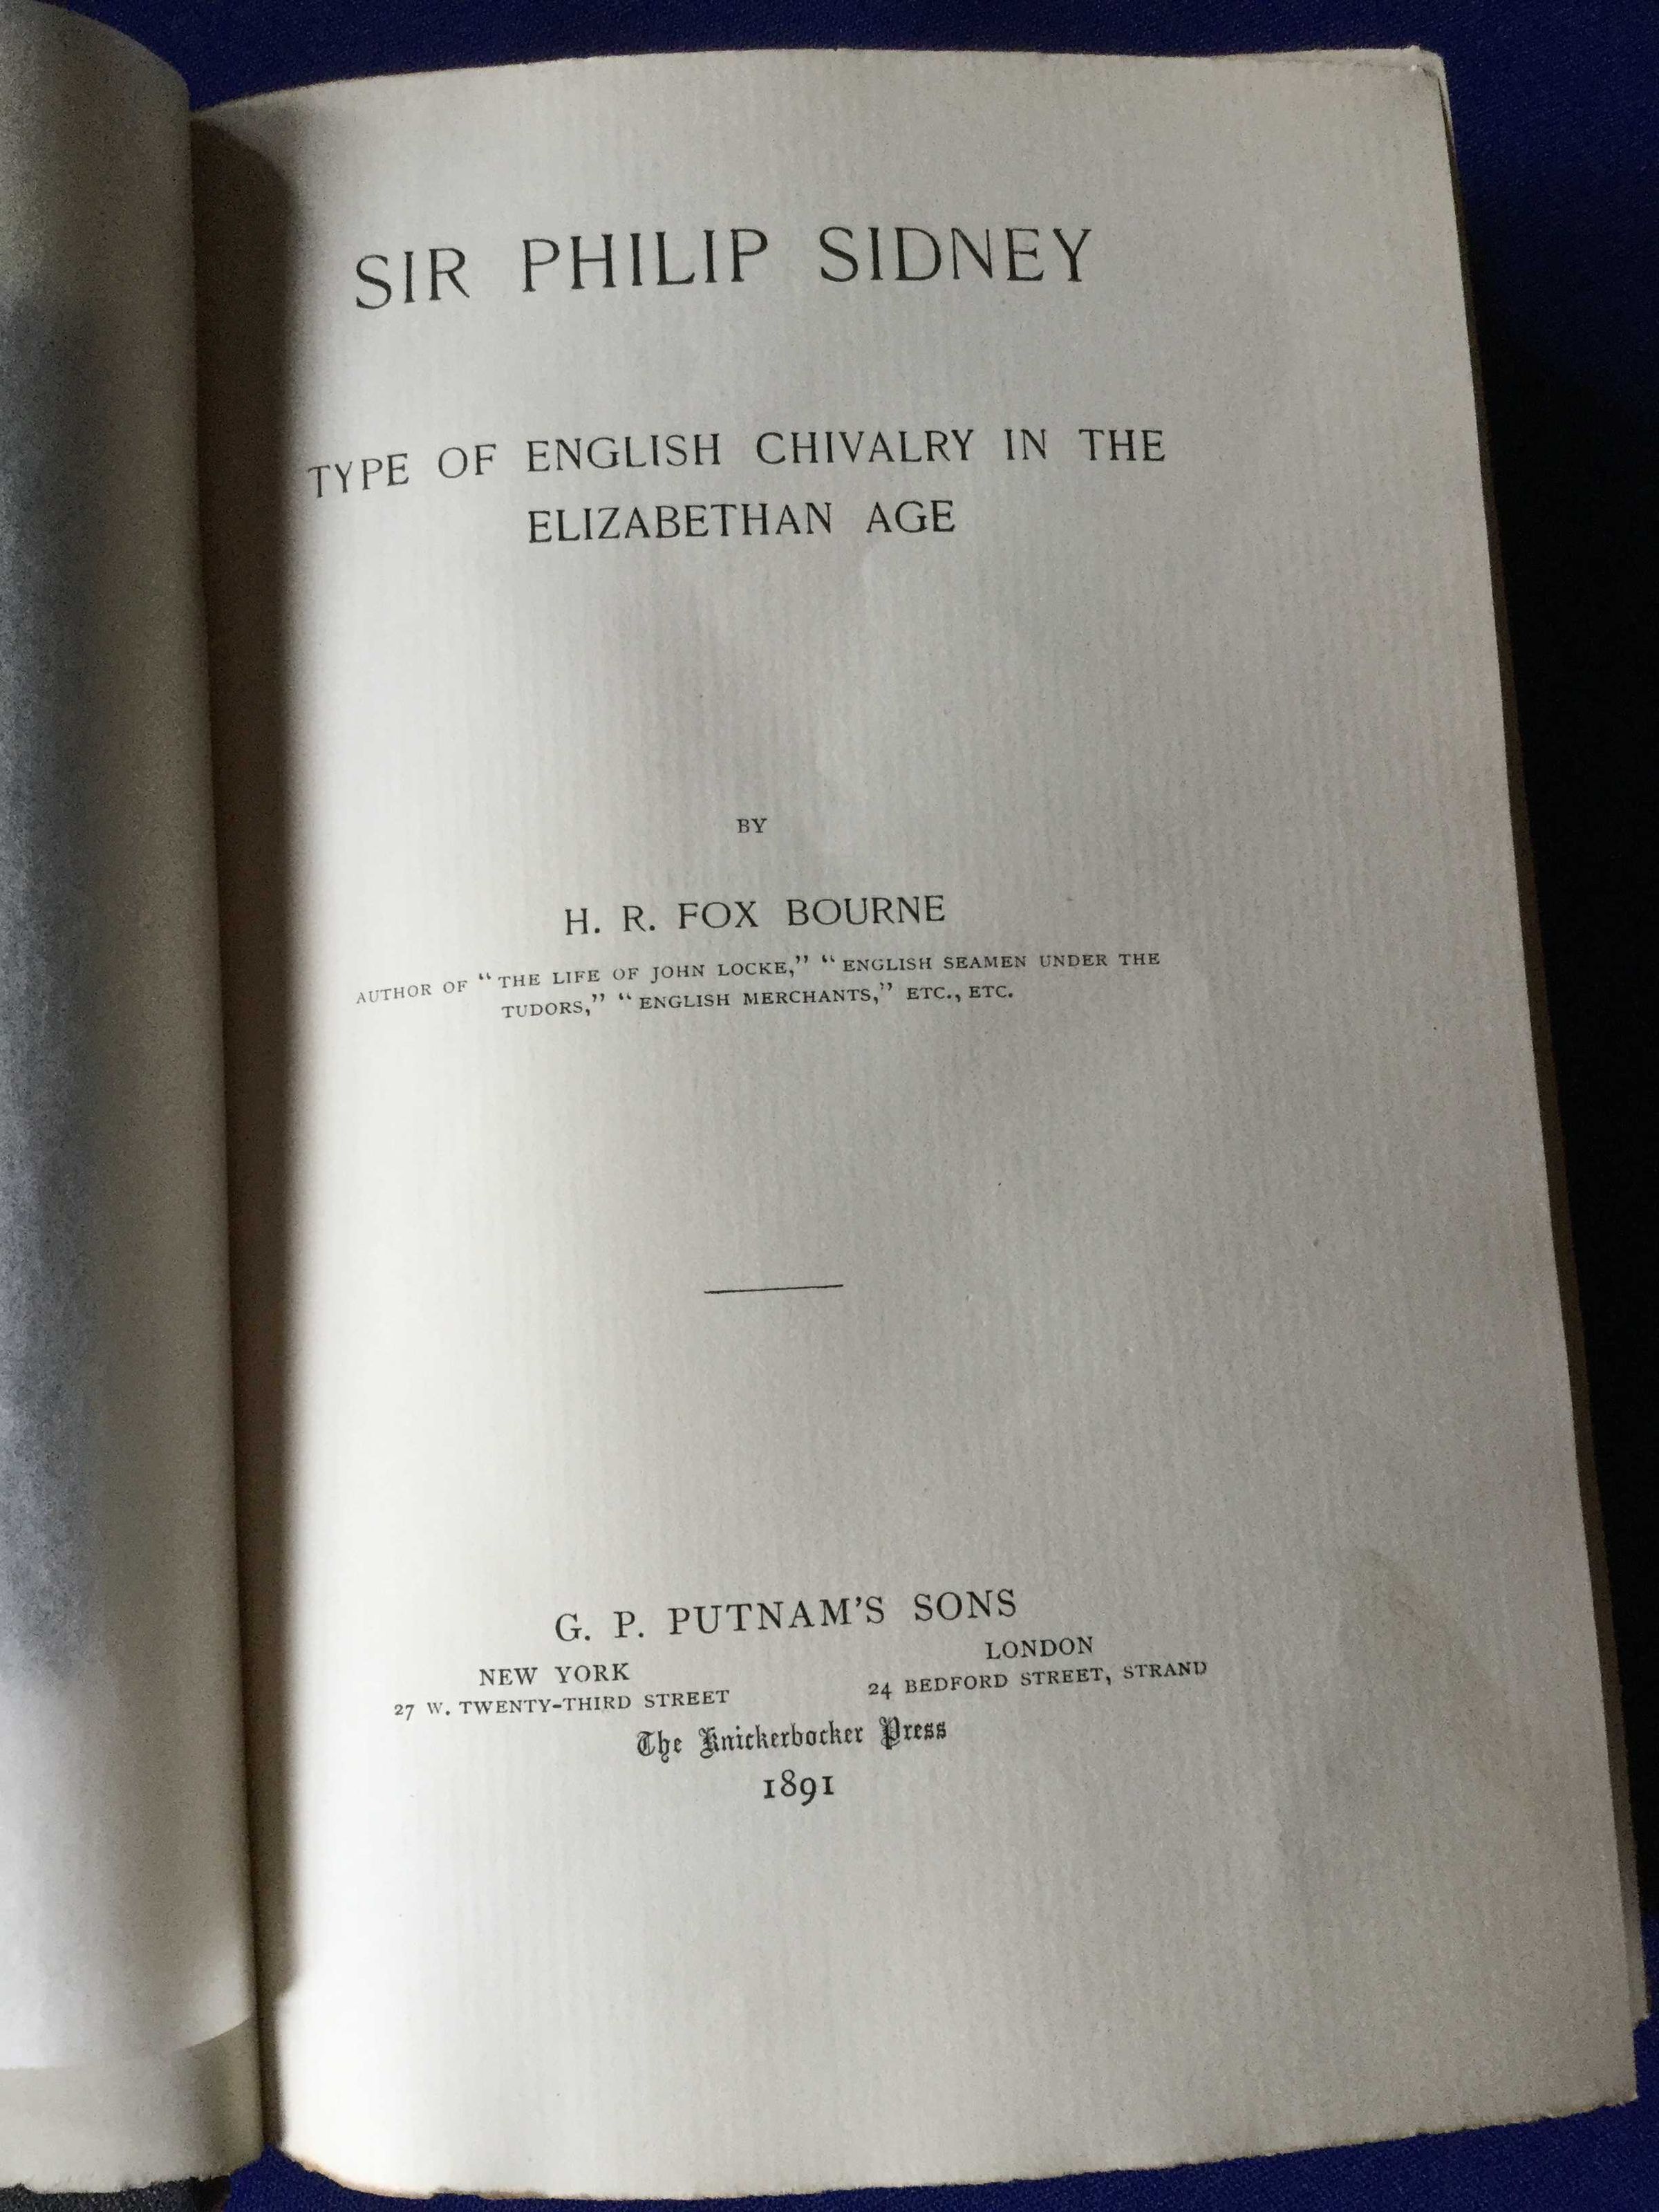 SIR PHILIP SIDNEY
TYPE OF ENGLISH CHIVALRY IN THE
ELIZABETHAN AGE
BY
H. R. FOX BOURNE
AUTHOR OF “THE LIFE OF JOHN LOCKE,” “ENGLISH SEAMEN UNDER THE
TUDORS,” “ENGLISH MERCHANTS,” ETC., ETC.
G. P. PUTNAM'S SONS
NEW YORK
27 W. TWENTY-THIRD STREET
LONDON
24 BEDFORD STREET, STRAND
The Knickerbocker Press
1891